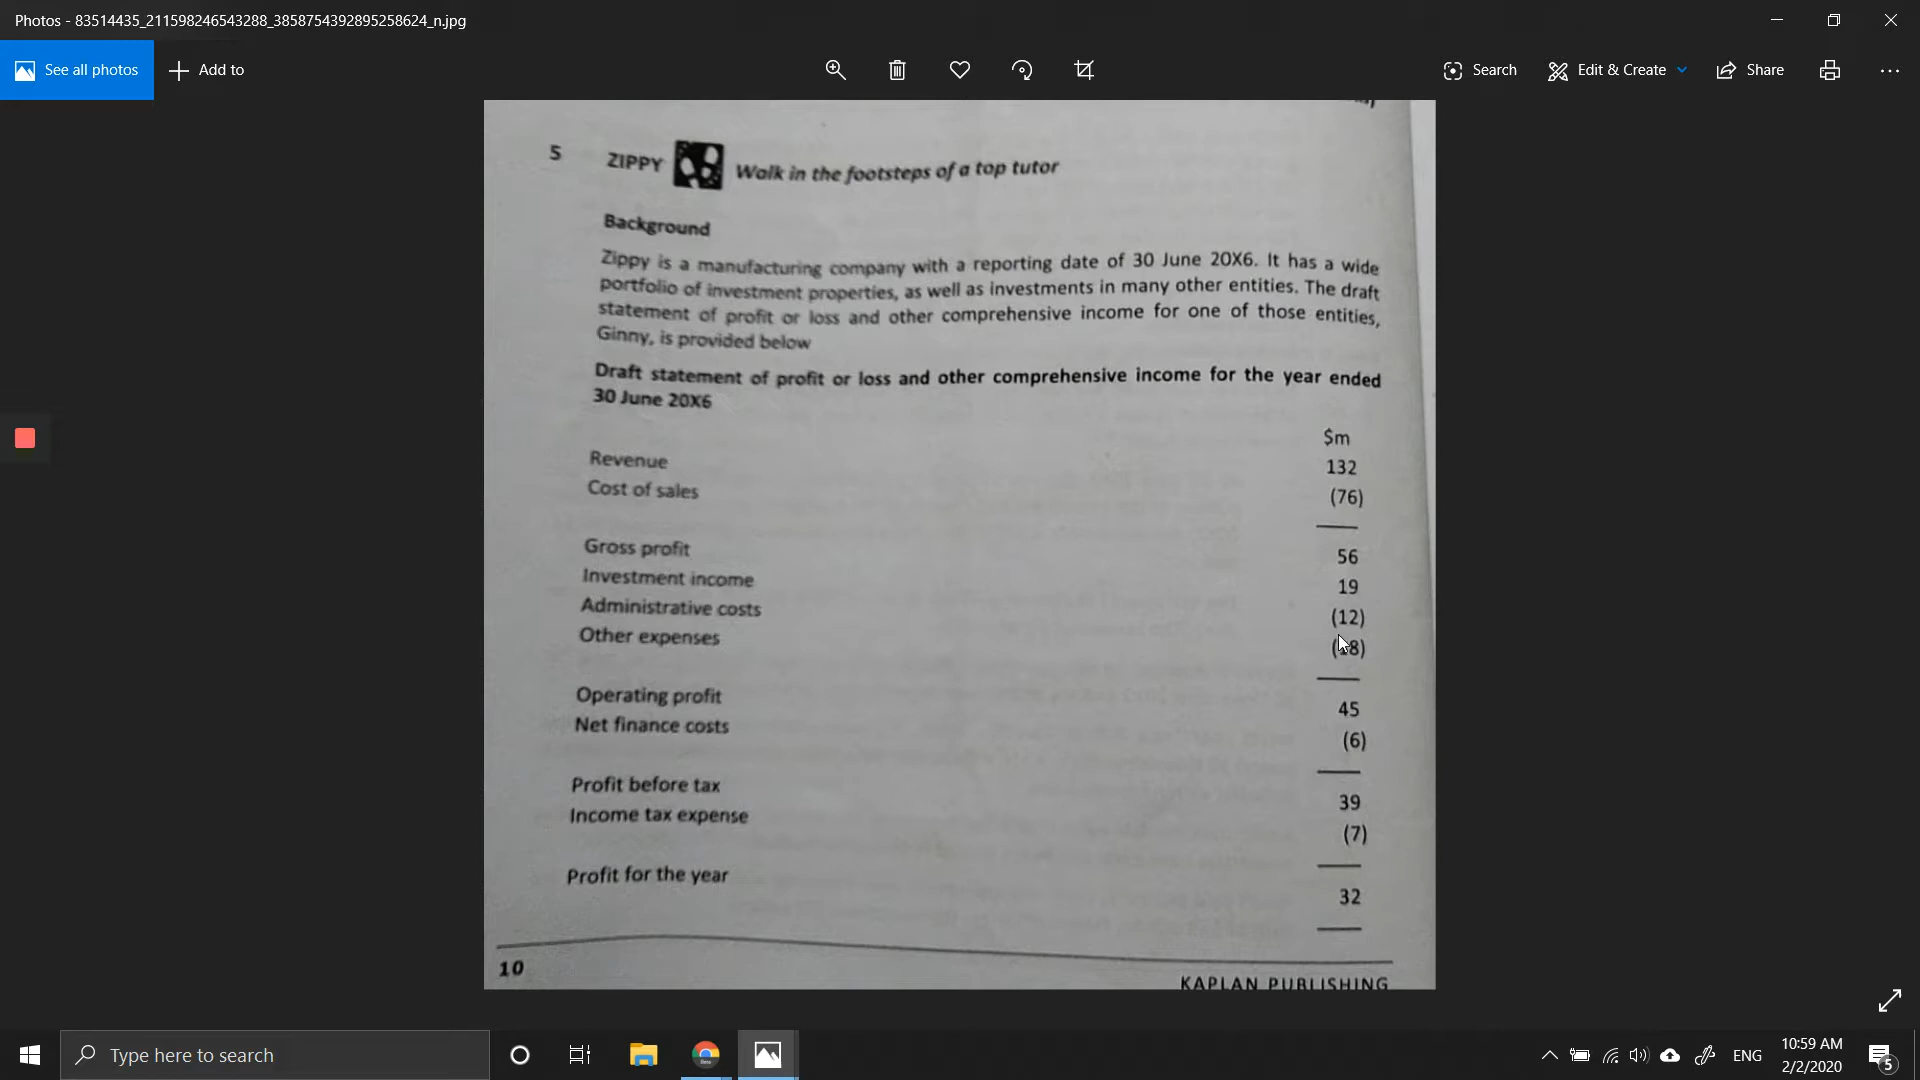 Photos - 83514435_211598246543288_3858754392895258624_n.jpg
See all photos
Add to
Search
Edit & Create
Share
5 ZIPPY Walk in the footsteps of a top tutor
Background
Zippy is a manufacturing company with a reporting date of 30 June 20X6. It has a wide
portfolio of investment properties, as well as investments in many other entities. The draft
statement of profit or loss and other comprehensive income for one of those entities,
Ginny, is provided below
Draft statement of profit or loss and other comprehensive income for the year ended
30 June 20X6
$m
Revenue 132
Cost of sales (76)
Gross profit 56
Investment income 19
Administrative costs (12)
Other expenses (18)
Operating profit 45
Net finance costs (6)
Profit before tax 39
Income tax expense (7)
Profit for the year 32
10
KAPLAN PUBLISHING
Type here to search
ENG
10:59 AM
2/2/2020
5